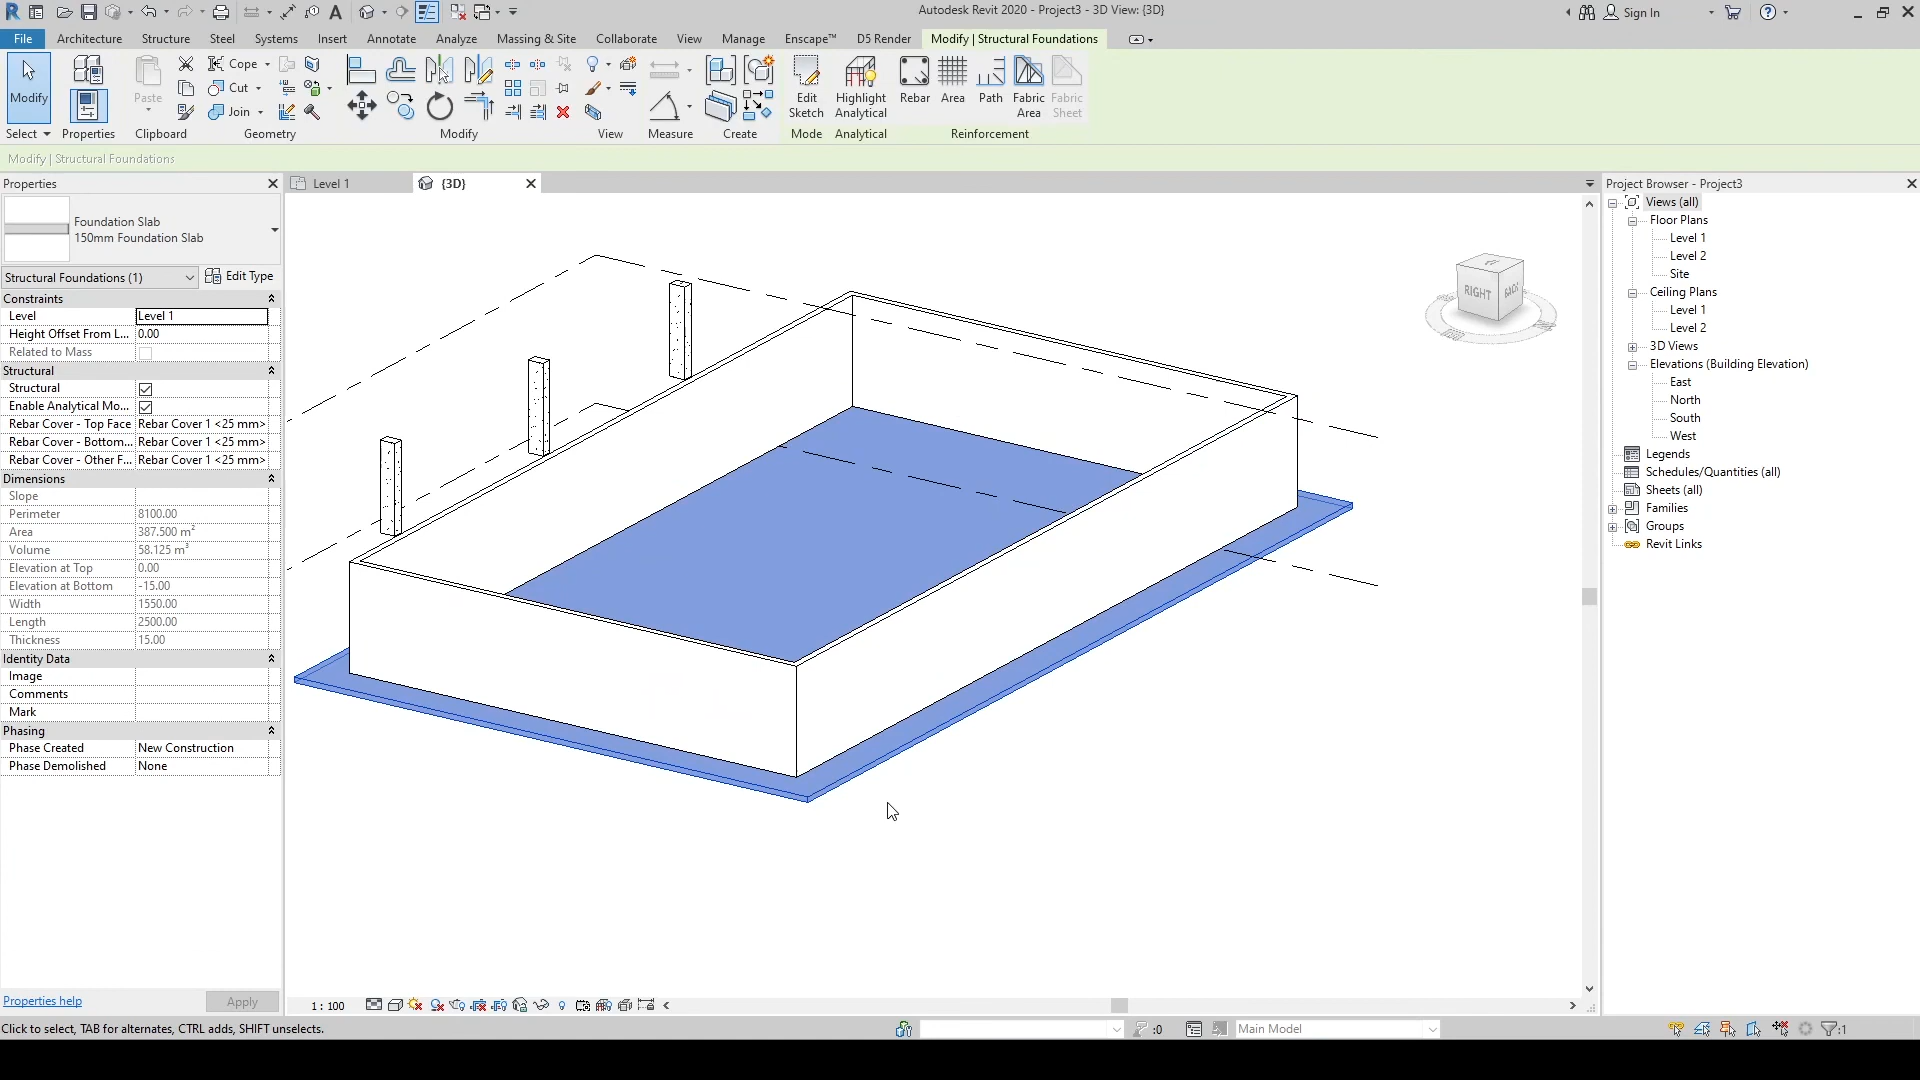 Autodesk Revit 2020 - Project3 - 3D View: {3D}
Sign In
File Architecture Structure Steel Systems Insert Annotate Analyze Massing & Site Collaborate View Manage Enscape™ D5 Render Modify | Structural Foundations
Modify
Select
Properties
Paste
Clipboard
Cope
Cut
Join
Geometry
Modify
View
Measure
Create
Edit Sketch
Mode
Highlight Analytical
Analytical
Rebar
Area
Path
Fabric Area
Fabric Sheet
Reinforcement
Modify | Structural Foundations
Properties
Foundation Slab
150mm Foundation Slab
Structural Foundations (1)
Edit Type
Constraints
Level Level 1
Height Offset From L... 0.00
Related to Mass
Structural
Structural
Enable Analytical Mo...
Rebar Cover - Top Face Rebar Cover 1 <25 mm>
Rebar Cover - Bottom... Rebar Cover 1 <25 mm>
Rebar Cover - Other F... Rebar Cover 1 <25 mm>
Dimensions
Slope
Perimeter 8100.00
Area 387.500 m²
Volume 58.125 m³
Elevation at Top 0.00
Elevation at Bottom -15.00
Width 1550.00
Length 2500.00
Thickness 15.00
Identity Data
Image
Comments
Mark
Phasing
Phase Created New Construction
Phase Demolished None
Properties help
Apply
Level 1
{3D}
RIGHT
BACK
1 : 100
Project Browser - Project3
Views (all)
Floor Plans
Level 1
Level 2
Site
Ceiling Plans
Level 1
Level 2
3D Views
Elevations (Building Elevation)
East
North
South
West
Legends
Schedules/Quantities (all)
Sheets (all)
Families
Groups
Revit Links
Click to select, TAB for alternates, CTRL adds, SHIFT unselects.
:0
Main Model
:1